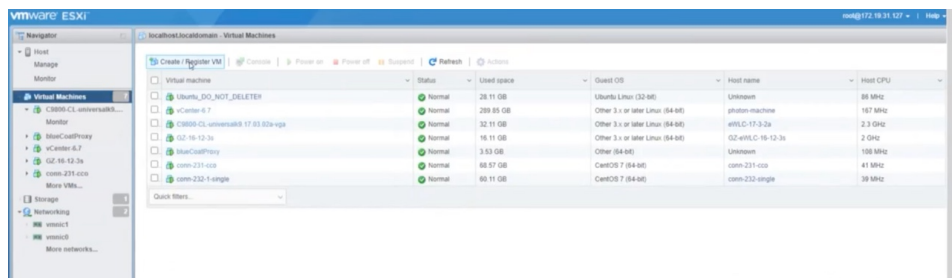 vmware ESXi
root@172.19.31.127 | Help
Navigator
localhost.localdomain - Virtual Machines
Host
Manage
Monitor
Virtual Machines
C9800-CL-universalk9....
Monitor
blueCoatProxy
vCenter-6.7
GZ-16-12-3s
conn-231-cco
More VMs...
Storage
Networking
vmnic1
vmnic0
More networks...
Create / Register VM | Console | Power on Power off Suspend | Refresh | Actions
Virtual machine Status Used space Guest OS Host name Host CPU
Ubuntu_DO_NOT_DELETE!! Normal 28.11 GB Ubuntu Linux (32-bit) Unknown 86 MHz
vCenter-6.7 Normal 289.85 GB Other 3.x or later Linux (64-bit) photon-machine 167 MHz
C9800-CL-universalk9.17.03.02a-vga Normal 32.11 GB Other 3.x or later Linux (64-bit) eWLC-17-3-2a 2.3 GHz
GZ-16-12-3s Normal 16.11 GB Other 3.x or later Linux (64-bit) GZ-eWLC-16-12-3s 2 GHz
blueCoatProxy Normal 3.53 GB Other (64-bit) Unknown 108 MHz
conn-231-cco Normal 60.57 GB CentOS 7 (64-bit) conn-231-cco 41 MHz
conn-232-1-single Normal 60.11 GB CentOS 7 (64-bit) conn-232-single 39 MHz
Quick filters...